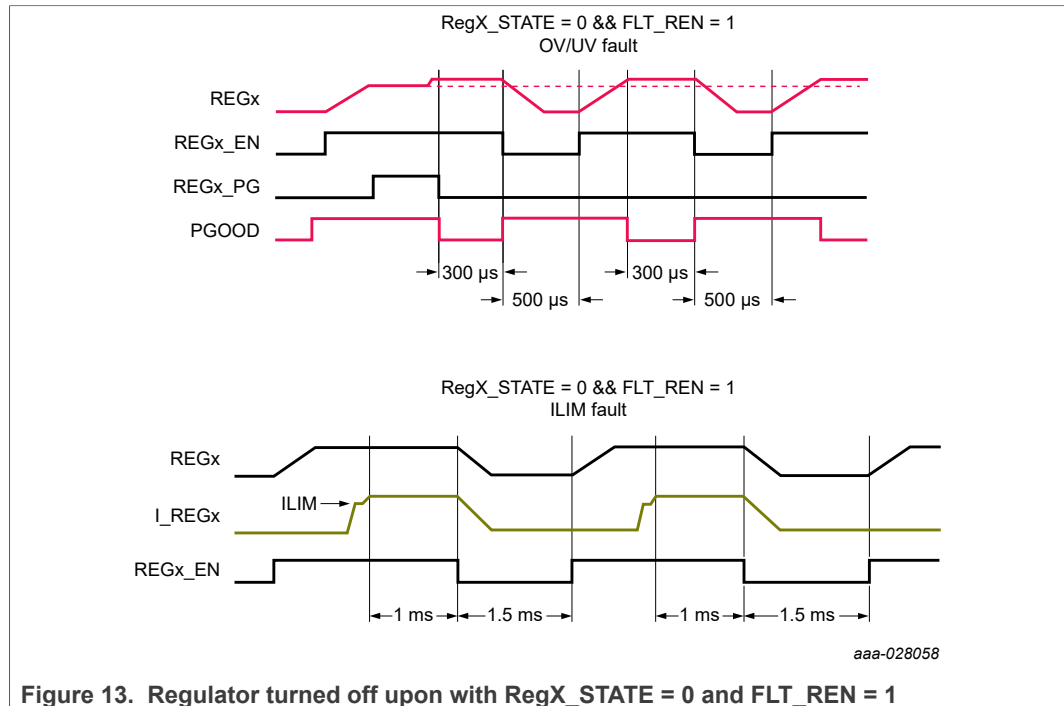 RegX_STATE = 0 && FLT_REN = 1
OV/UV fault
REGx
REGx_EN
REGx_PG
PGOOD
300 µs
300 µs
500 µs
500 µs
RegX_STATE = 0 && FLT_REN = 1
ILIM fault
REGx
ILIM
I_REGx
REGx_EN
1 ms
1.5 ms
1 ms
1.5 ms
aaa-028058
Figure 13. Regulator turned off upon with RegX_STATE = 0 and FLT_REN = 1